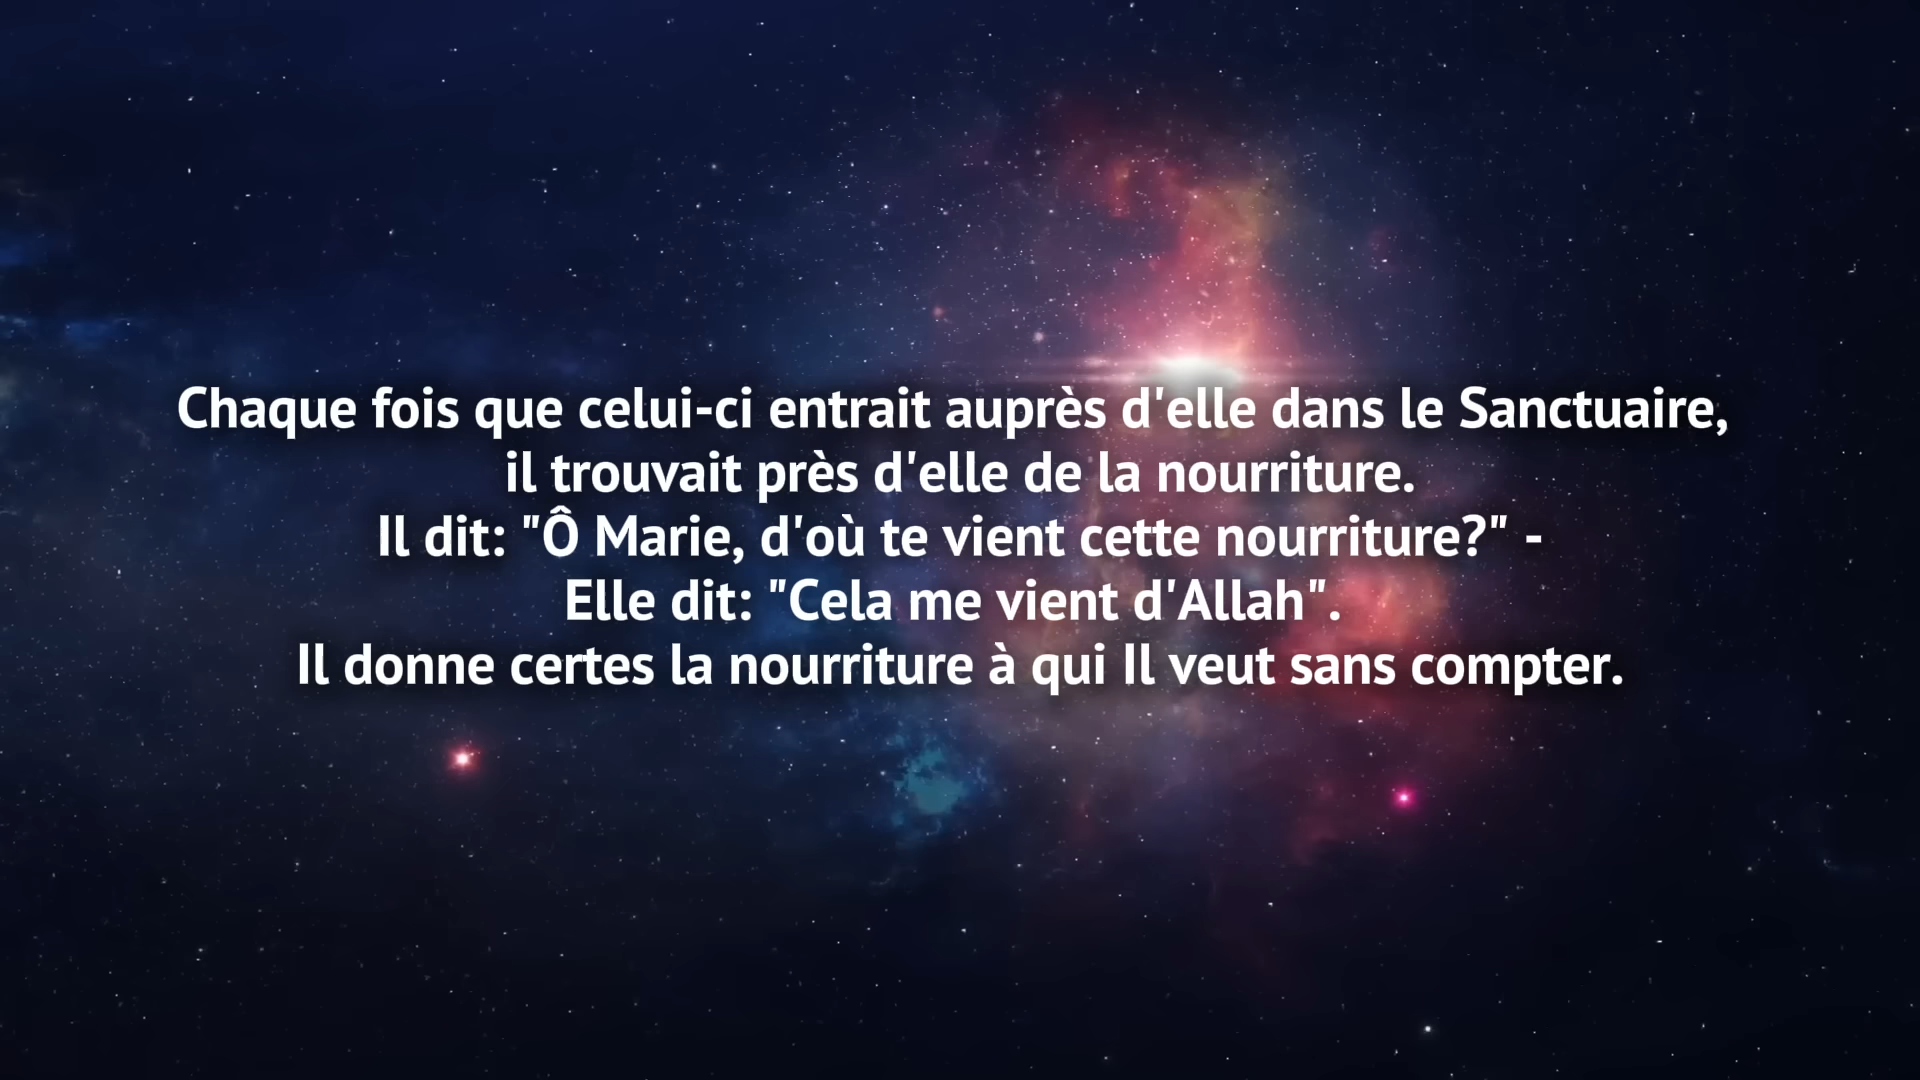 Chaque fois que celui-ci entrait auprès d'elle dans le Sanctuaire,
il trouvait près d'elle de la nourriture.
Il dit: "Ô Marie, d'où te vient cette nourriture?" -
Elle dit: "Cela me vient d'Allah".
Il donne certes la nourriture à qui Il veut sans compter.